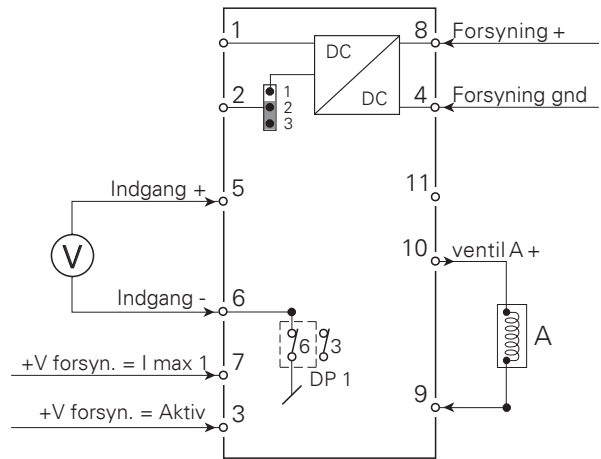 1
DC
8
Forsyning +
2
1
2
3
DC
4
Forsyning gnd
Indgang +
5
11
V
10
ventil A +
Indgang -
6
6
3
A
+V forsyn. = I max 1
7
DP 1
+V forsyn. = Aktiv
3
9